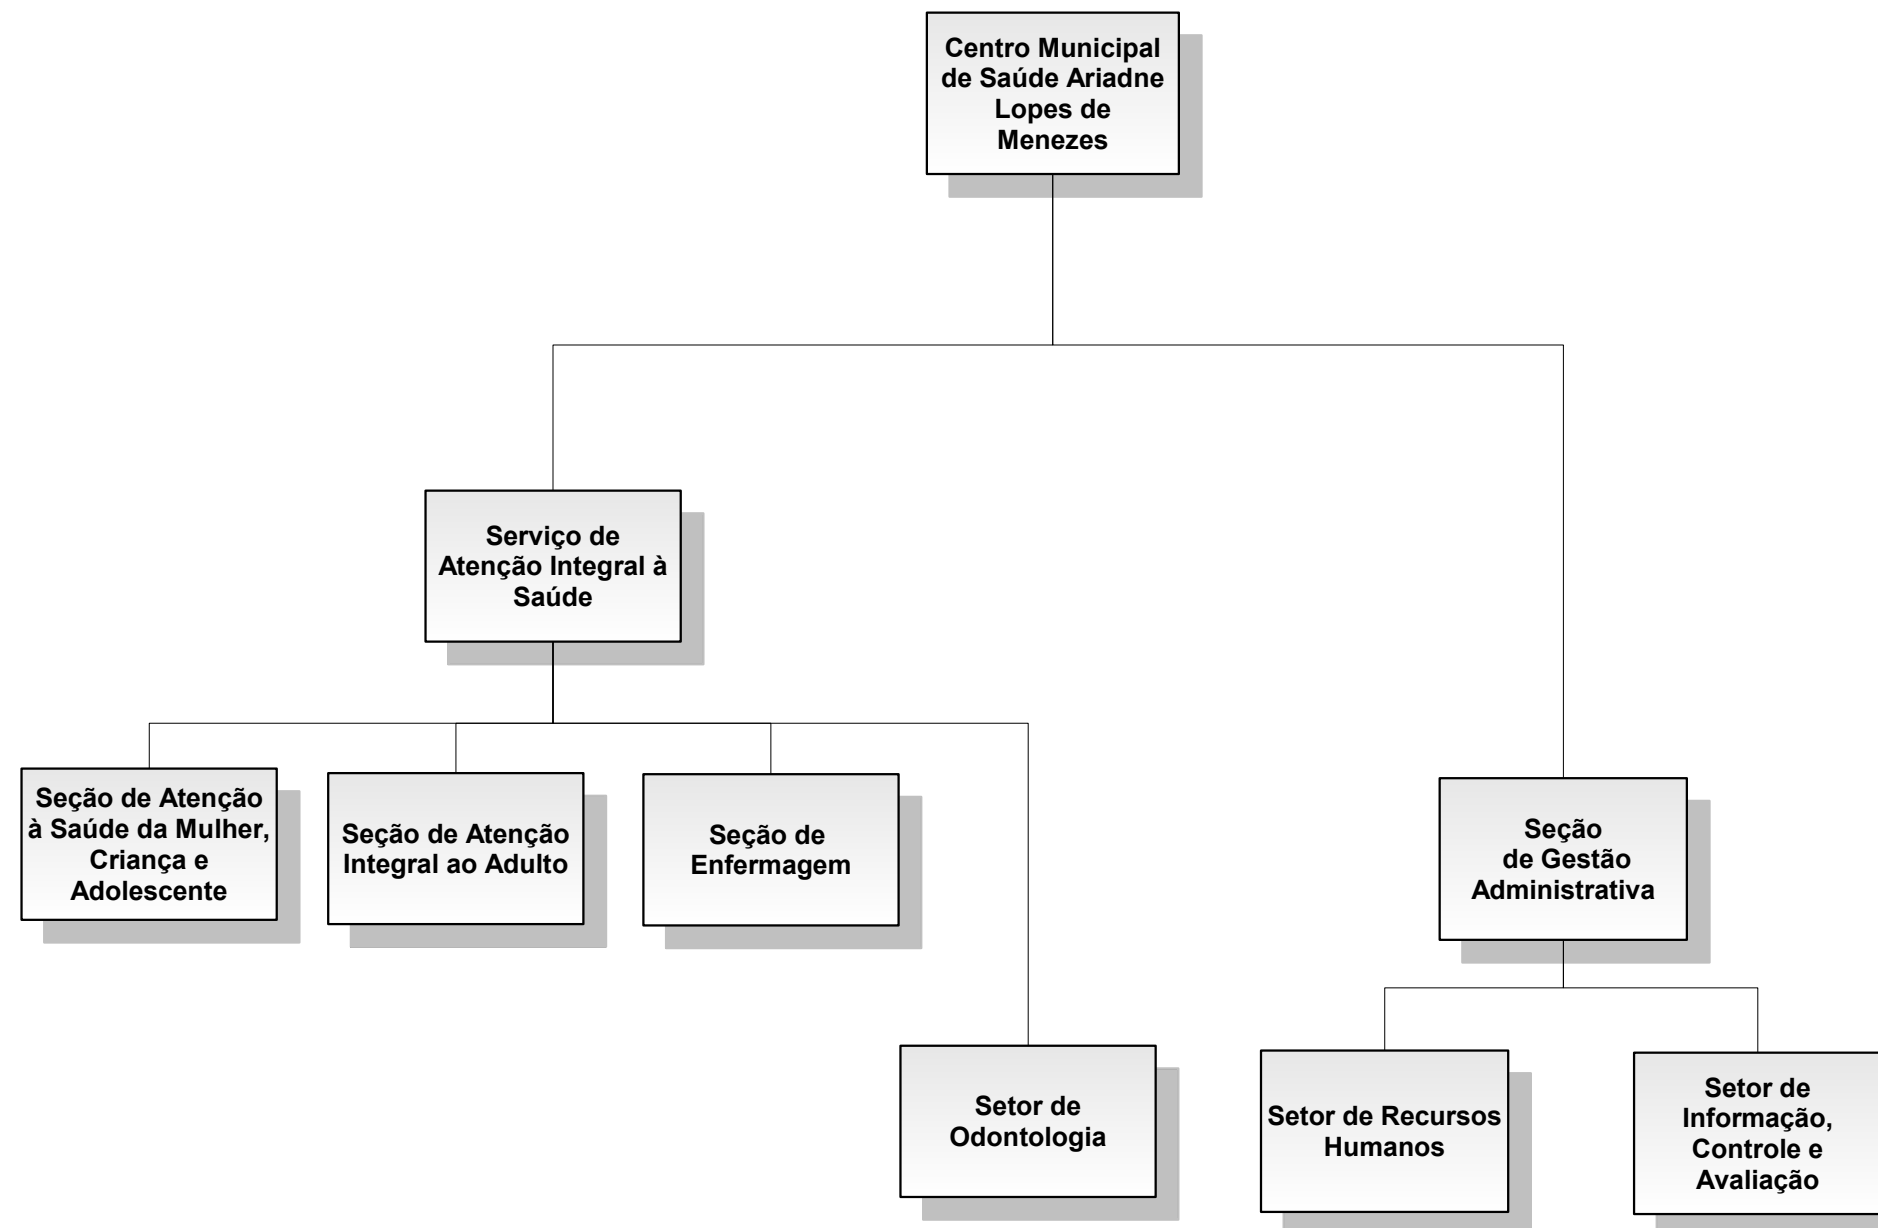 Centro Municipal
de Saúde Ariadne
Lopes de
Menezes
Serviço de
Atenção Integral à
Saúde
Seção de Atenção
à Saúde da Mulher,
Criança e
Adolescente
Seção de Atenção
Integral ao Adulto
Seção de
Enfermagem
Seção
de Gestão
Administrativa
Setor de
Odontologia
Setor de Recursos
Humanos
Setor de
Informação,
Controle e
Avaliação